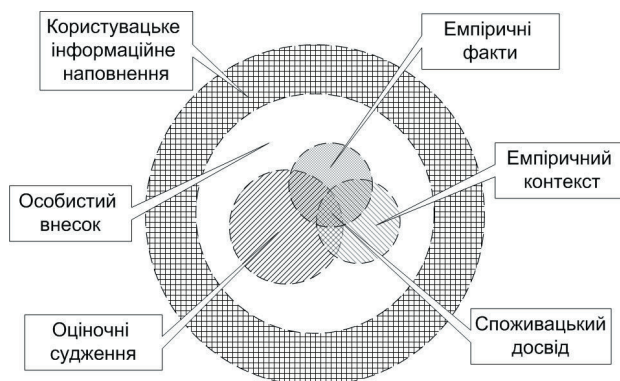 Користувацьке
інформаційне
наповнення
Емпіричні
факти
Особистий
внесок
Емпіричний
контекст
Оціночні
судження
Споживацький
досвід